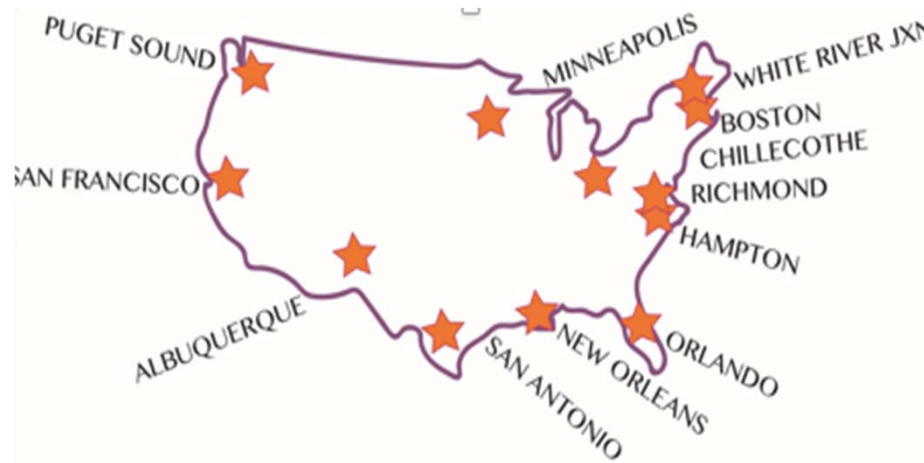 PUGET SOUND
MINNEAPOLIS
WHITE RIVER JXN
BOSTON
CHILLECOTHE
SAN FRANCISCO
RICHMOND
HAMPTON
ALBUQUERQUE
SAN ANTONIO
NEW ORLEANS
ORLANDO